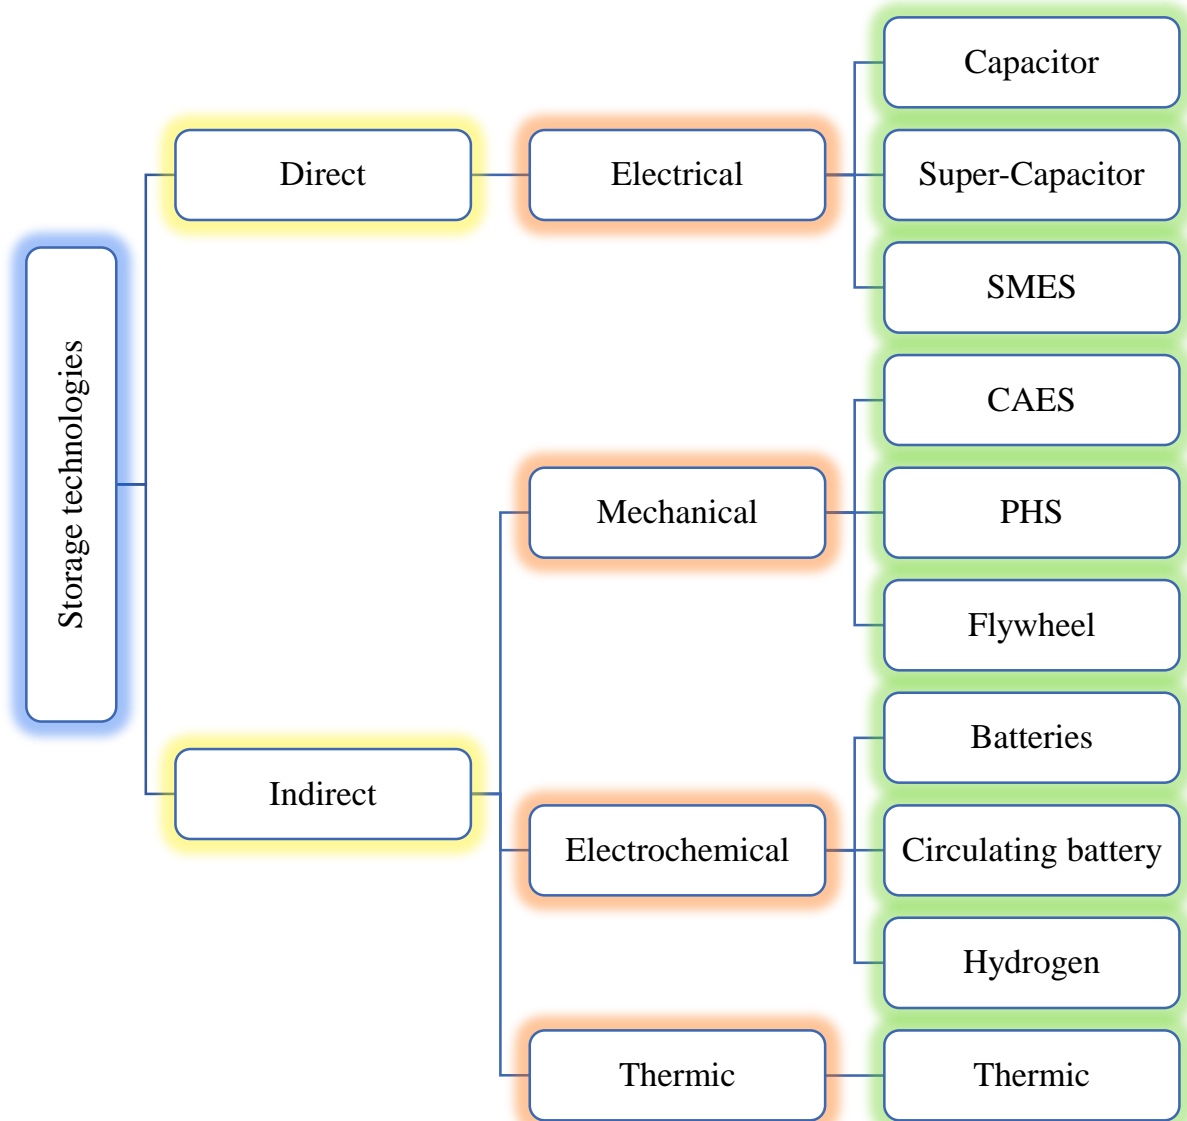 Storage technologies
Direct
Electrical
Capacitor
Super-Capacitor
SMES
Indirect
Mechanical
CAES
PHS
Flywheel
Electrochemical
Batteries
Circulating battery
Hydrogen
Thermic
Thermic